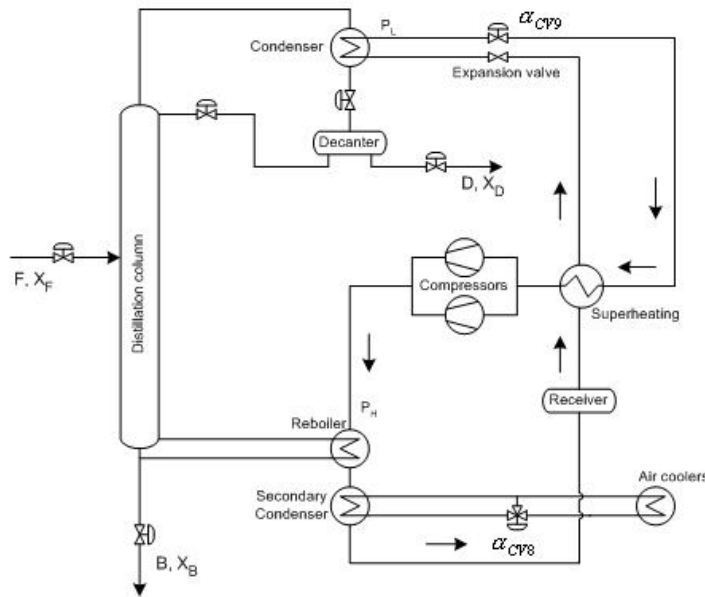 P_L
α_CV9
Condenser
Expansion valve
Decanter
D, X_D
F, X_F
Distillation column
Compressors
Superheating
P_H
Reboiler
Receiver
Secondary
Condenser
Air coolers
α_CV8
B, X_B